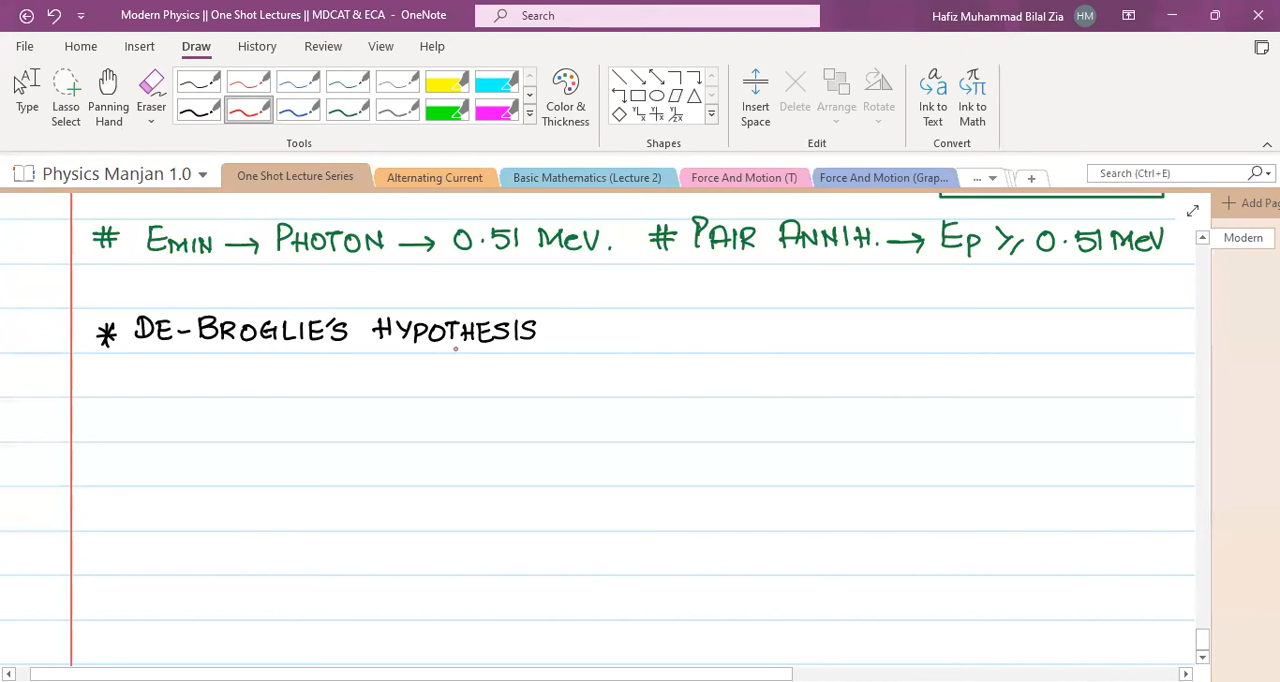 Modern Physics || One Shot Lectures || MDCAT & ECA - OneNote
Search
Hafiz Muhammad Bilal Zia
HM
File Home Insert Draw History Review View Help
Type
Lasso Select
Panning Hand
Eraser
Color & Thickness
Insert Space
Delete
Arrange
Rotate
Ink to Text
Ink to Math
Tools
Shapes
Edit
Convert
Physics Manjan 1.0
One Shot Lecture Series
Alternating Current
Basic Mathematics (Lecture 2)
Force And Motion (T)
Force And Motion (Grap...
...
Search (Ctrl+E)
Add Pag
Modern
# EMIN → PHOTON → 0.51 MeV. # PAIR ANNIH. → Ep ≥ 0.51 MeV
* DE-BROGLIE'S HYPOTHESIS